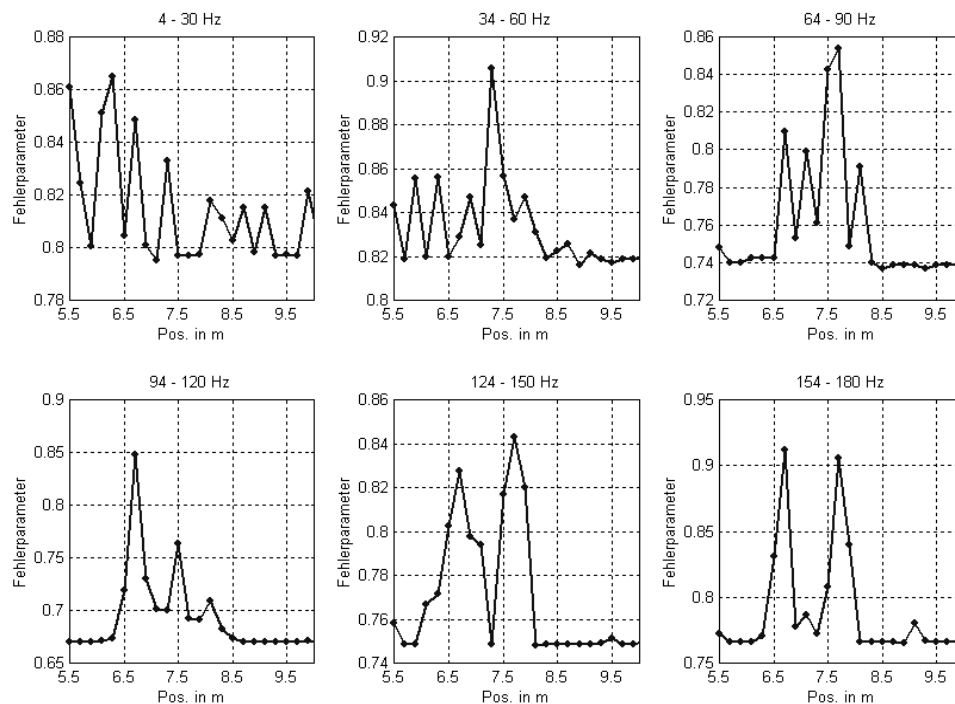 4 - 30 Hz
0.88
0.86
0.84
0.82
0.8
0.78
Fehlerparameter
5.5 6.5 7.5 8.5 9.5
Pos. in m
34 - 60 Hz
0.92
0.9
0.88
0.86
0.84
0.82
0.8
Fehlerparameter
5.5 6.5 7.5 8.5 9.5
Pos. in m
64 - 90 Hz
0.86
0.84
0.82
0.8
0.78
0.76
0.74
0.72
Fehlerparameter
5.5 6.5 7.5 8.5 9.5
Pos. in m
94 - 120 Hz
0.9
0.85
0.8
0.75
0.7
0.65
Fehlerparameter
5.5 6.5 7.5 8.5 9.5
Pos. in m
124 - 150 Hz
0.86
0.84
0.82
0.8
0.78
0.76
0.74
Fehlerparameter
5.5 6.5 7.5 8.5 9.5
Pos. in m
154 - 180 Hz
0.95
0.9
0.85
0.8
0.75
Fehlerparameter
5.5 6.5 7.5 8.5 9.5
Pos. in m